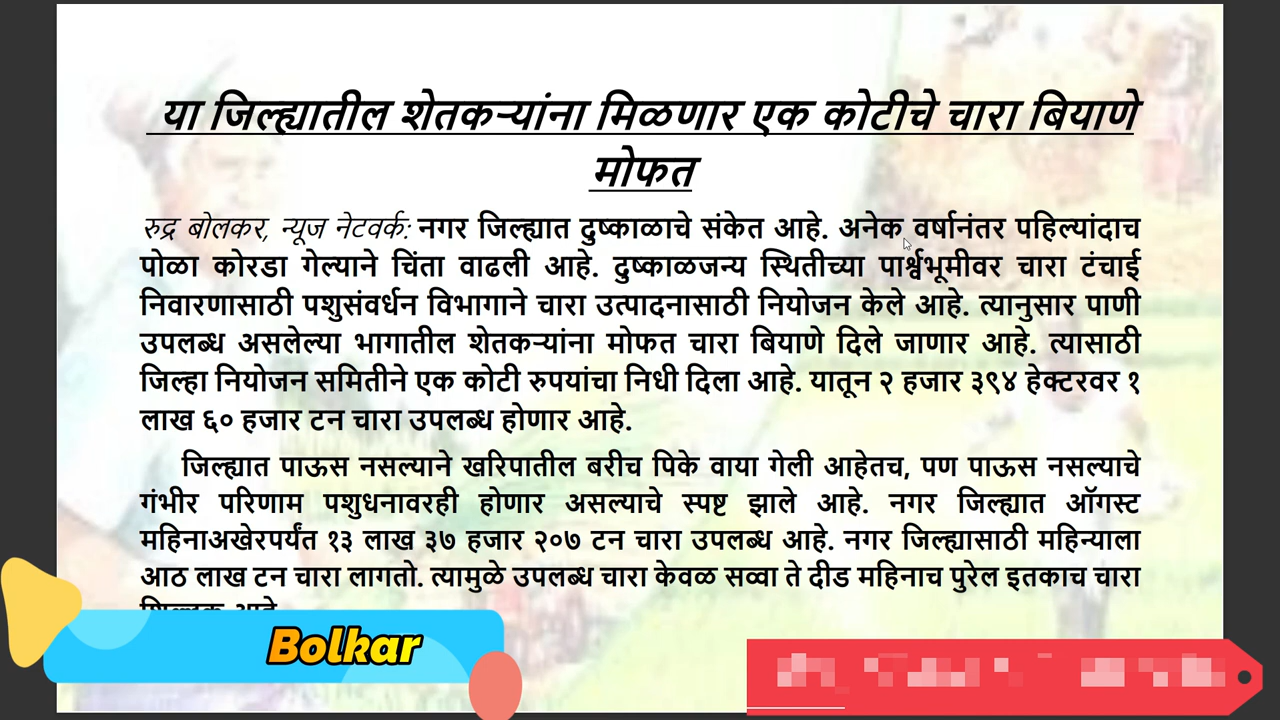 या जिल्ह्यातील शेतकऱ्यांना मिळणार एक कोटीचे चारा बियाणे
मोफत
रुद्र बोलकर, न्यूज नेटवर्क: नगर जिल्ह्यात दुष्काळाचे संकेत आहे. अनेक वर्षानंतर पहिल्यांदाच
पोळा कोरडा गेल्याने चिंता वाढली आहे. दुष्काळजन्य स्थितीच्या पार्श्वभूमीवर चारा टंचाई
निवारणासाठी पशुसंवर्धन विभागाने चारा उत्पादनासाठी नियोजन केले आहे. त्यानुसार पाणी
उपलब्ध असलेल्या भागातील शेतकऱ्यांना मोफत चारा बियाणे दिले जाणार आहे. त्यासाठी
जिल्हा नियोजन समितीने एक कोटी रुपयांचा निधी दिला आहे. यातून २ हजार ३९४ हेक्टरवर १
लाख ६० हजार टन चारा उपलब्ध होणार आहे.
जिल्ह्यात पाऊस नसल्याने खरिपातील बरीच पिके वाया गेली आहेतच, पण पाऊस नसल्याचे
गंभीर परिणाम पशुधनावरही होणार असल्याचे स्पष्ट झाले आहे. नगर जिल्ह्यात ऑगस्ट
महिनाअखेरपर्यंत १३ लाख ३७ हजार २०७ टन चारा उपलब्ध आहे. नगर जिल्ह्यासाठी महिन्याला
आठ लाख टन चारा लागतो. त्यामुळे उपलब्ध चारा केवळ सव्वा ते दीड महिनाच पुरेल इतकाच चारा
Bolkar